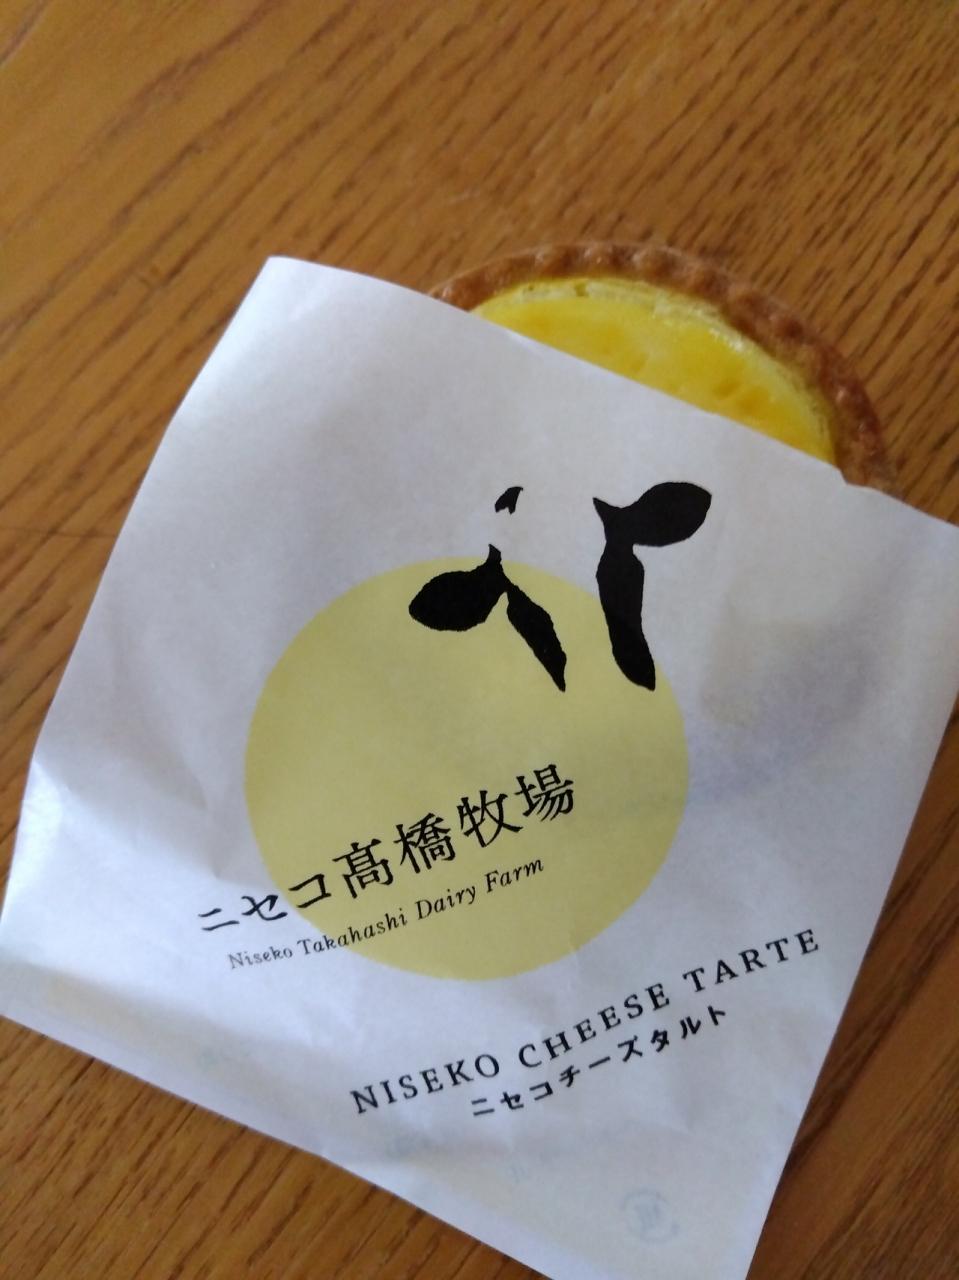 ニセコ髙橋牧場
Niseko Takahashi Dairy Farm
NISEKO CHEESE TARTE
ニセコチーズタルト